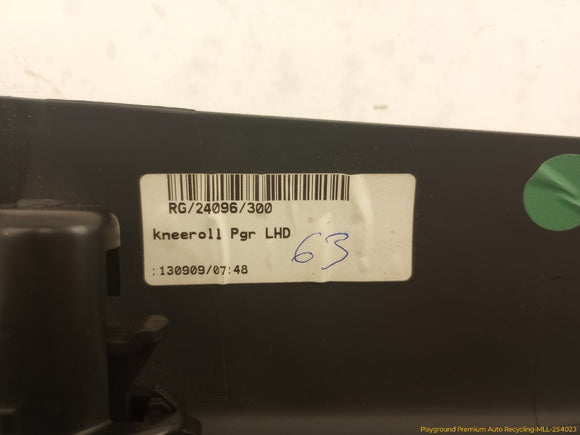 RG/24096/300
kneeroll Pgr LHD
63
:130909/07:48
Playground Premium Auto Recycling-MLL-254023